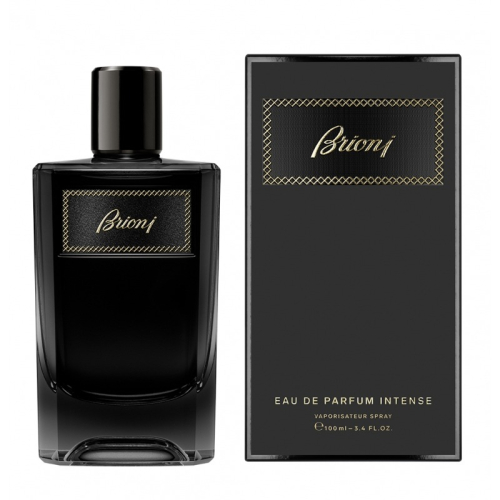 Brioni
Brioni
EAU DE PARFUM INTENSE
VAPORISATEUR SPRAY
℮100ml-3.4 FL.OZ.